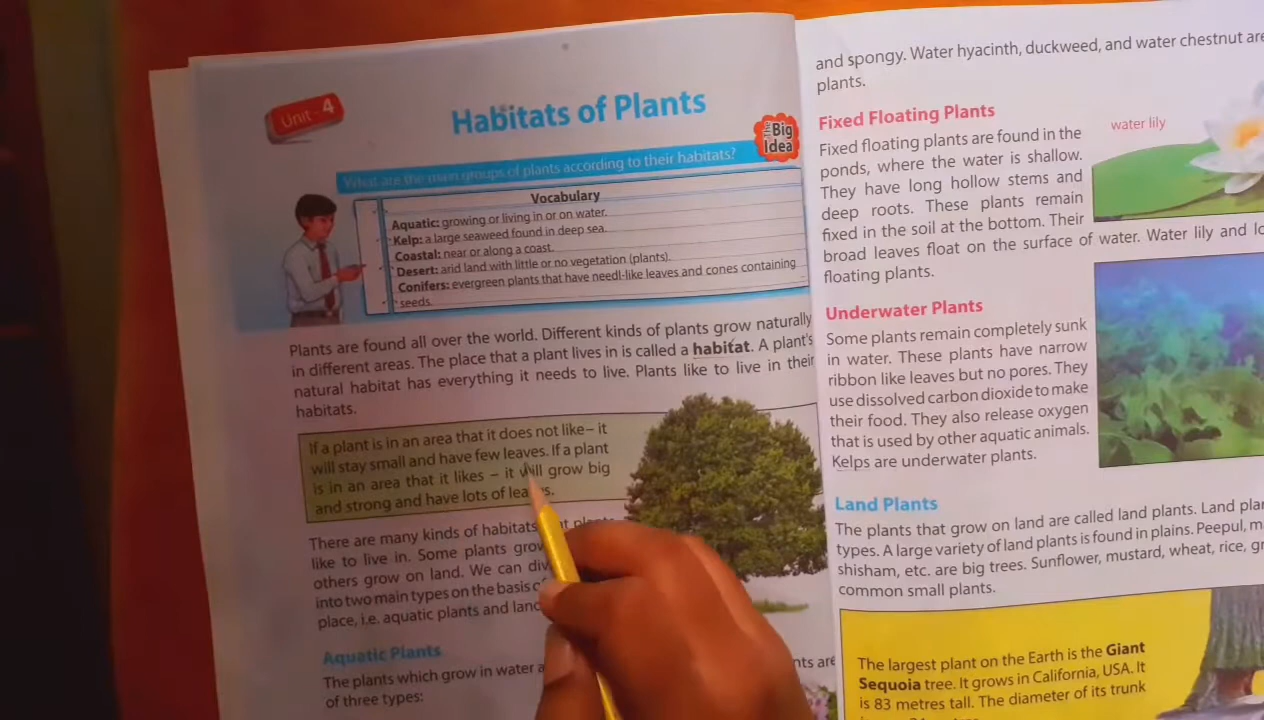 Unit - 4
Habitats of Plants
The Big
Idea
What are the main groups of plants according to their habitats?
Vocabulary
Aquatic: growing or living in or on water.
Kelp: a large seaweed found in deep sea.
Coastal: near or along a coast.
Desert: arid land with little or no vegetation (plants).
Conifers: evergreen plants that have needl-like leaves and cones containing
seeds.
Plants are found all over the world. Different kinds of plants grow naturally
in different areas. The place that a plant lives in is called a habitat. A plant's
natural habitat has everything it needs to live. Plants like to live in their
habitats.
If a plant is in an area that it does not like– it
will stay small and have few leaves. If a plant
is in an area that it likes – it will grow big
and strong and have lots of
There are many kinds of habitats
like to live in. Some plants
others grow on land. We can
into two main types on the basis
place, i.e. aquatic plants and
Aquatic Plants
The plants which grow in water
of three types:
are
and spongy. Water hyacinth, duckweed, and water chestnut are
plants.
Fixed Floating Plants
Fixed floating plants are found in the
ponds, where the water is shallow.
They have long hollow stems and
deep roots. These plants remain
fixed in the soil at the bottom. Their
broad leaves float on the surface of water. Water lily and
floating plants.
water lily
Underwater Plants
Some plants remain completely sunk
in water. These plants have narrow
ribbon like leaves but no pores. They
use dissolved carbon dioxide to make
their food. They also release oxygen
that is used by other aquatic animals.
Kelps are underwater plants.
Land Plants
The plants that grow on land are called land plants. Land
types. A large variety of land plants is found in plains. Peepul,
shisham, etc. are big trees. Sunflower, mustard, wheat, rice,
common small plants.
The largest plant on the Earth is the Giant
Sequoia tree. It grows in California, USA. It
is 83 metres tall. The diameter of its trunk